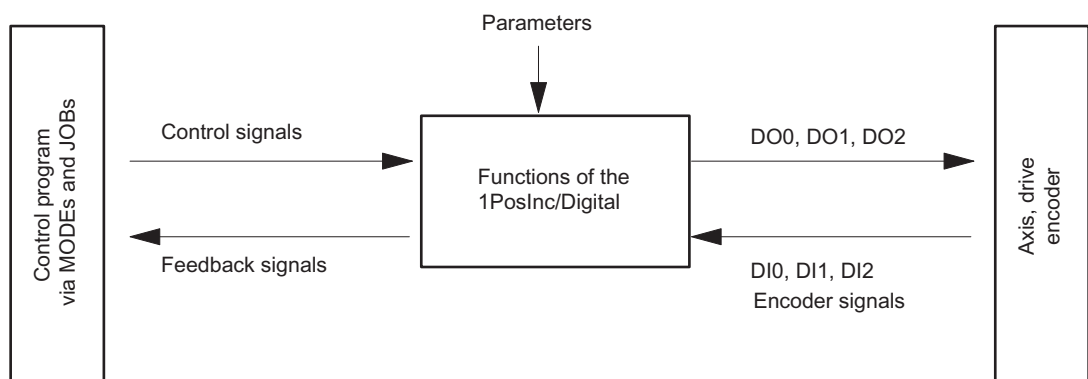 Parameters
Control program
via MODEs and JOBs
Control signals
Feedback signals
Functions of the
1PosInc/Digital
DO0, DO1, DO2
DI0, DI1, DI2
Encoder signals
Axis, drive
encoder